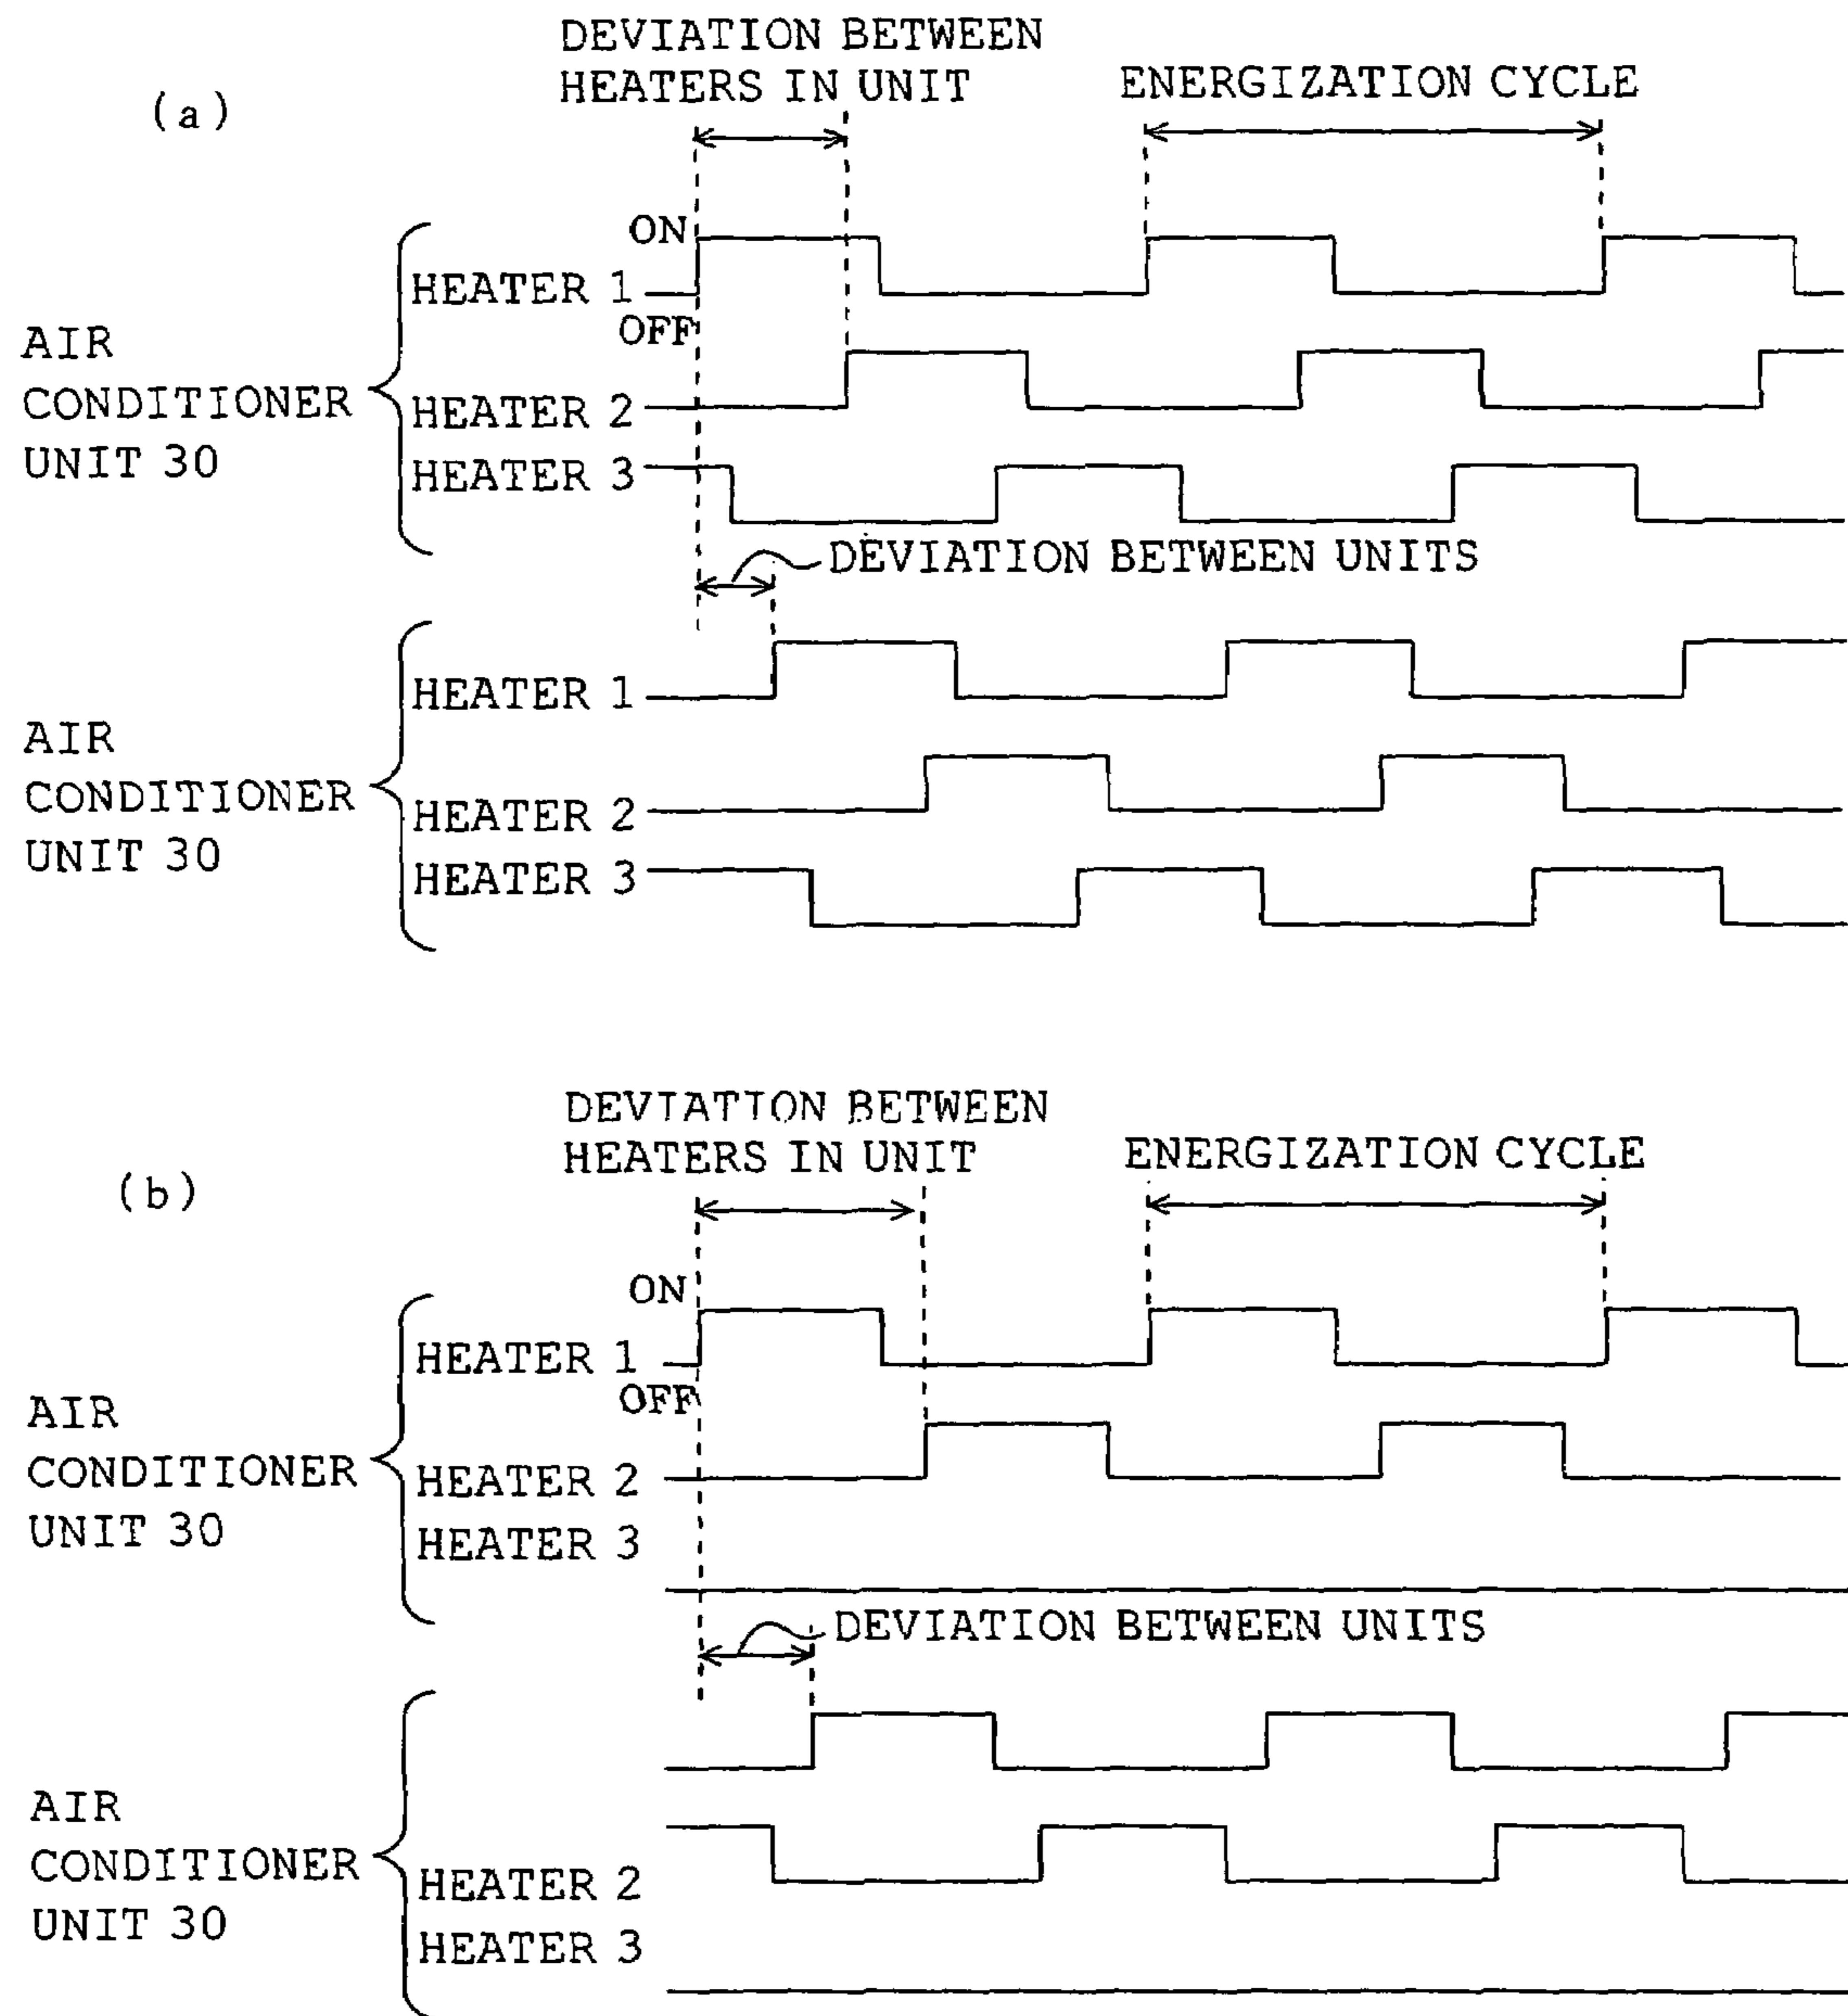 (a)
DEVIATION BETWEEN
HEATERS IN UNIT
ENERGIZATION CYCLE
AIR
CONDITIONER
UNIT 30
ON
HEATER 1
OFF
HEATER 2
HEATER 3
DEVIATION BETWEEN UNITS
AIR
CONDITIONER
UNIT 30
HEATER 1
HEATER 2
HEATER 3
(b)
DEVIATION BETWEEN
HEATERS IN UNIT
ENERGIZATION CYCLE
AIR
CONDITIONER
UNIT 30
ON
HEATER 1
OFF
HEATER 2
HEATER 3
DEVIATION BETWEEN UNITS
AIR
CONDITIONER
UNIT 30
HEATER 2
HEATER 3